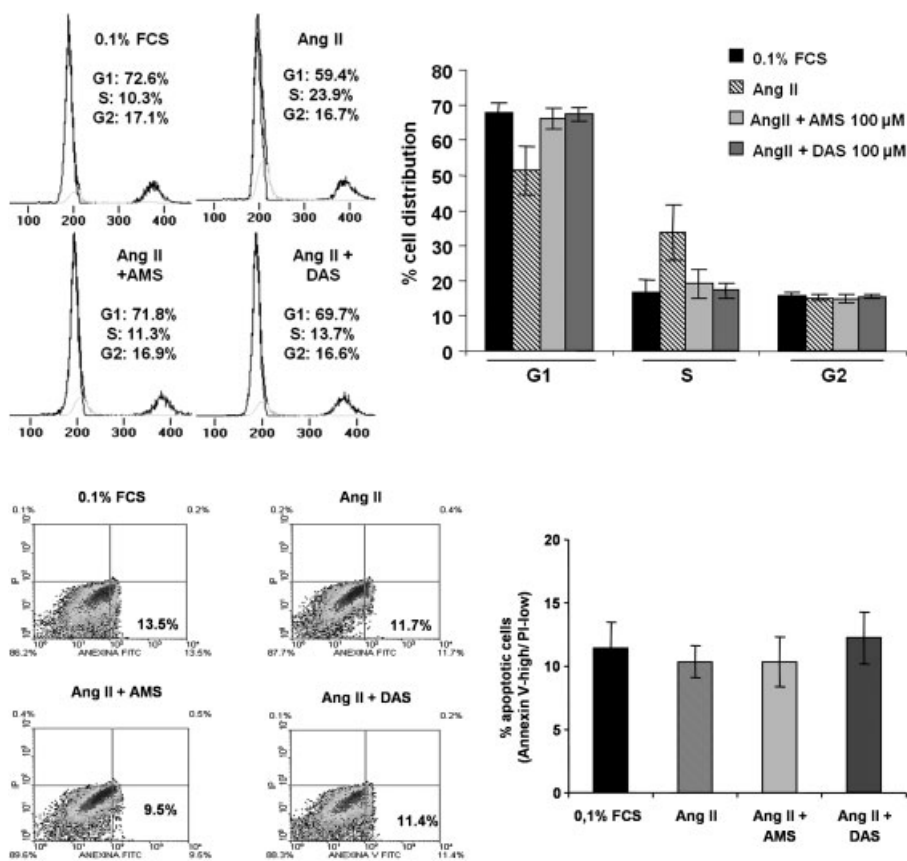 0.1% FCS
G1: 72.6%
S: 10.3%
G2: 17.1%
100 200 300 400
Ang II
G1: 59.4%
S: 23.9%
G2: 16.7%
100 200 300 400
Ang II
+AMS
G1: 71.8%
S: 11.3%
G2: 16.9%
100 200 300 400
Ang II +
DAS
G1: 69.7%
S: 13.7%
G2: 16.6%
100 200 300 400
% cell distribution
80
70
60
50
40
30
20
10
0
G1 S G2
0.1% FCS
Ang II
AngII + AMS 100 µM
AngII + DAS 100 µM
0.1% FCS
0.1% 0.2%
13.5%
ANEXINA FITC
86.2% 13.5%
Ang II
0.2% 0.4%
11.7%
ANEXINA FITC
87.7% 11.7%
Ang II + AMS
0.4% 0.5%
9.5%
ANEXINA FITC
89.6% 9.5%
Ang II + DAS
0.1% 0.2%
11.4%
ANEXINA V FITC
88.3% 11.4%
% apoptotic cells
(Annexin V-high/ PI-low)
20
15
10
5
0
0,1% FCS
Ang II
Ang II +
AMS
Ang II +
DAS